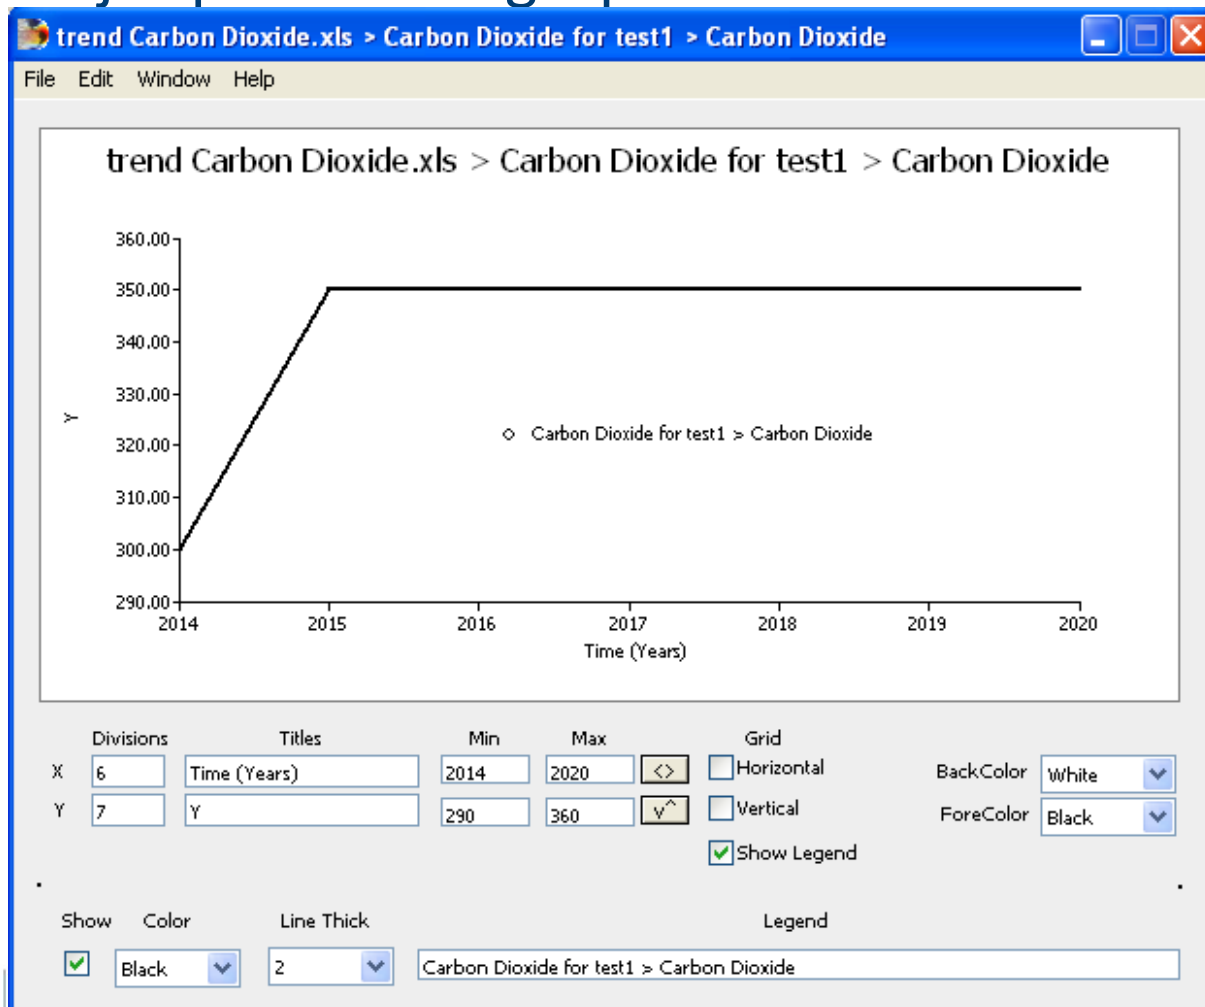 trend Carbon Dioxide.xls > Carbon Dioxide for test1 > Carbon Dioxide
File Edit Window Help
trend Carbon Dioxide.xls > Carbon Dioxide for test1 > Carbon Dioxide
360.00
350.00
340.00
330.00
Y
320.00
310.00
300.00
290.00
Carbon Dioxide for test1 > Carbon Dioxide
2014 2015 2016 2017 2018 2019 2020
Time (Years)
Divisions Titles Min Max Grid
X 6 Time (Years) 2014 2020 <> Horizontal BackColor White
Y 7 Y 290 360 v^ Vertical ForeColor Black
Show Legend
Show Color Line Thick Legend
Black 2 Carbon Dioxide for test1 > Carbon Dioxide